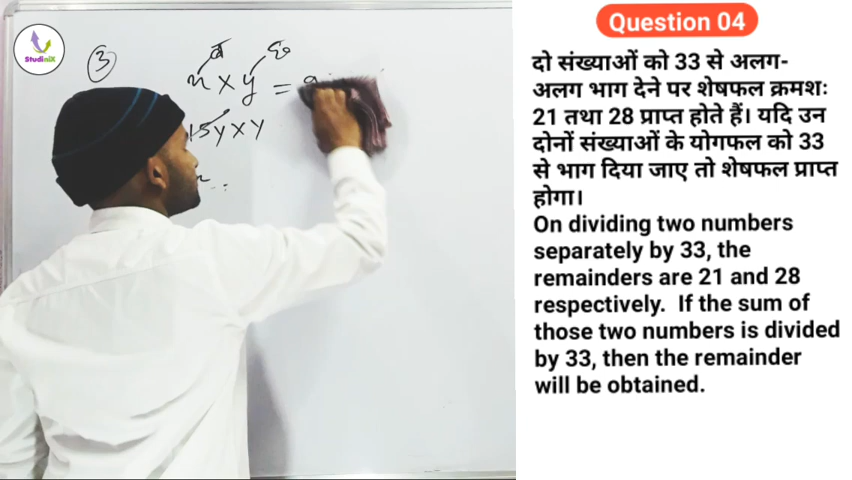 StudiniX
3
x × y =
15y × y
Question 04
दो संख्याओं को 33 से अलग-
अलग भाग देने पर शेषफल क्रमशः
21 तथा 28 प्राप्त होते हैं। यदि उन
दोनों संख्याओं के योगफल को 33
से भाग दिया जाए तो शेषफल प्राप्त
होगा।
On dividing two numbers
separately by 33, the
remainders are 21 and 28
respectively. If the sum of
those two numbers is divided
by 33, then the remainder
will be obtained.